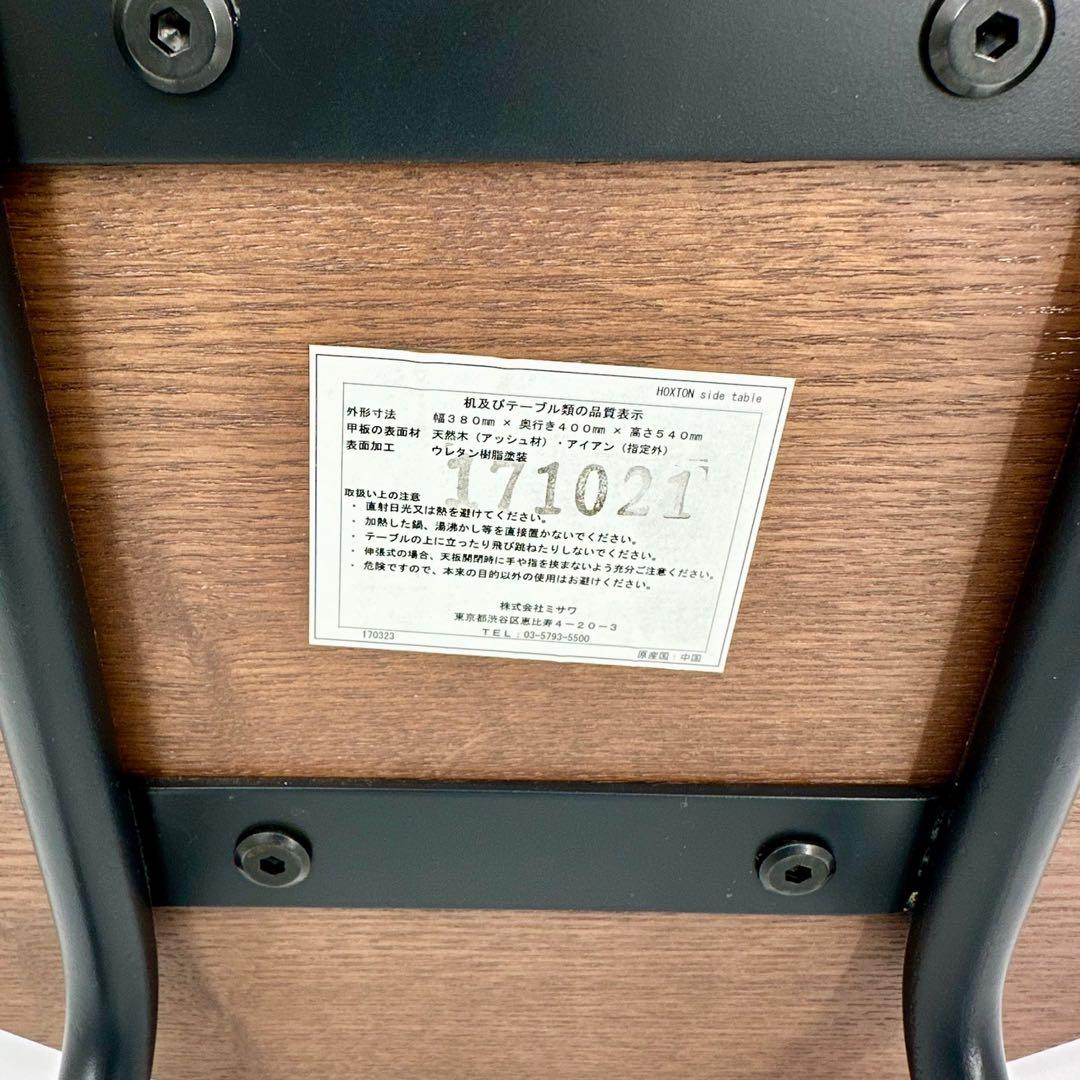 HOXTON side table
机及びテーブル類の品質表示
外形寸法 幅380mm × 奥行き400mm × 高さ540mm
甲板の表面材 天然木（アッシュ材）・アイアン（指定外）
表面加工 ウレタン樹脂塗装
171021
取扱い上の注意
・ 直射日光又は熱を避けてください。
・ 加熱した鍋、湯沸かし等を直接置かないでください。
・ テーブルの上に立ったり飛び跳ねたりしないでください。
・ 伸張式の場合、天板開閉時に手や指を挟まないよう充分ご注意ください。
・ 危険ですので、本来の目的以外の使用はお避けください。
株式会社ミサワ
東京都渋谷区恵比寿4－20－3
TEL：03-5793-5500
170323
原産国：中国